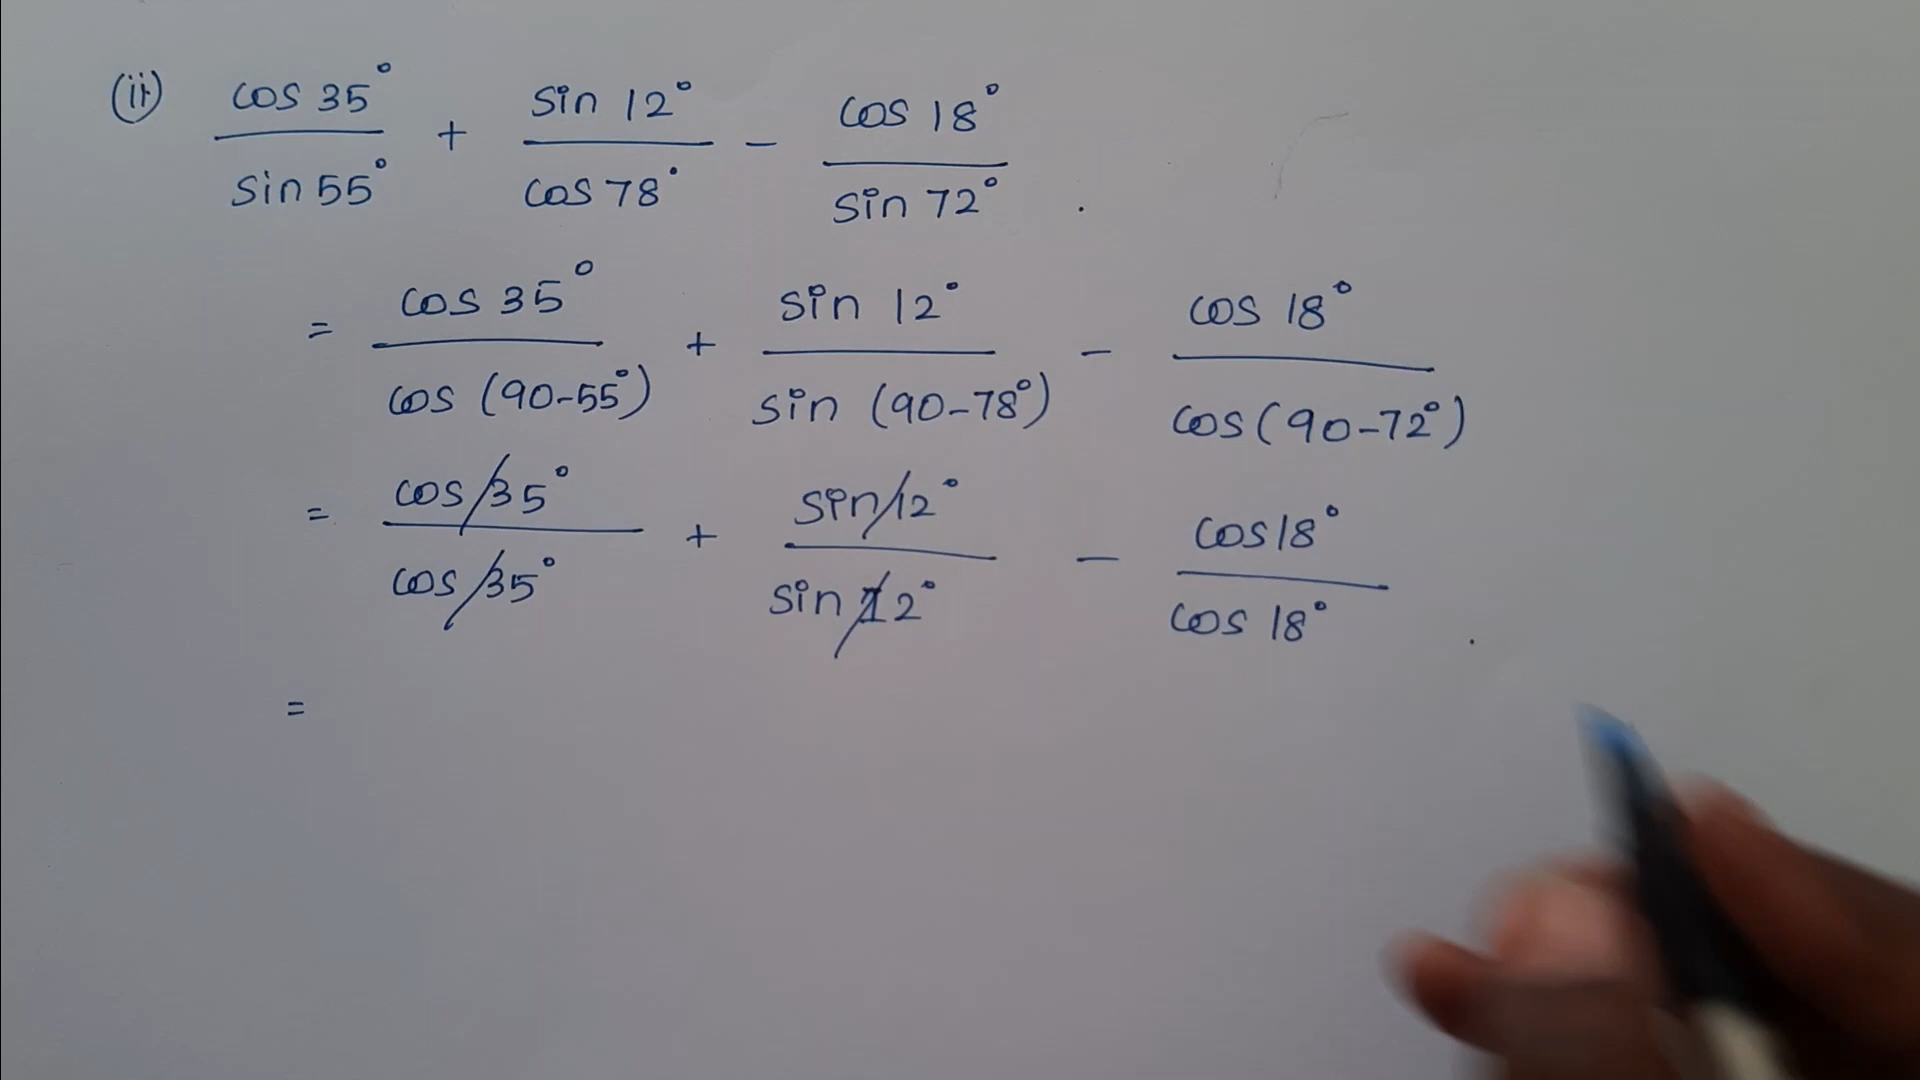 (ii) cos 35° / sin 55° + sin 12° / cos 78° - cos 18° / sin 72° .
= cos 35° / cos (90-55°) + sin 12° / sin (90-78°) - cos 18° / cos(90-72°)
= cos 35° / cos 35° + sin 12° / sin 12° - cos 18° / cos 18° .
=